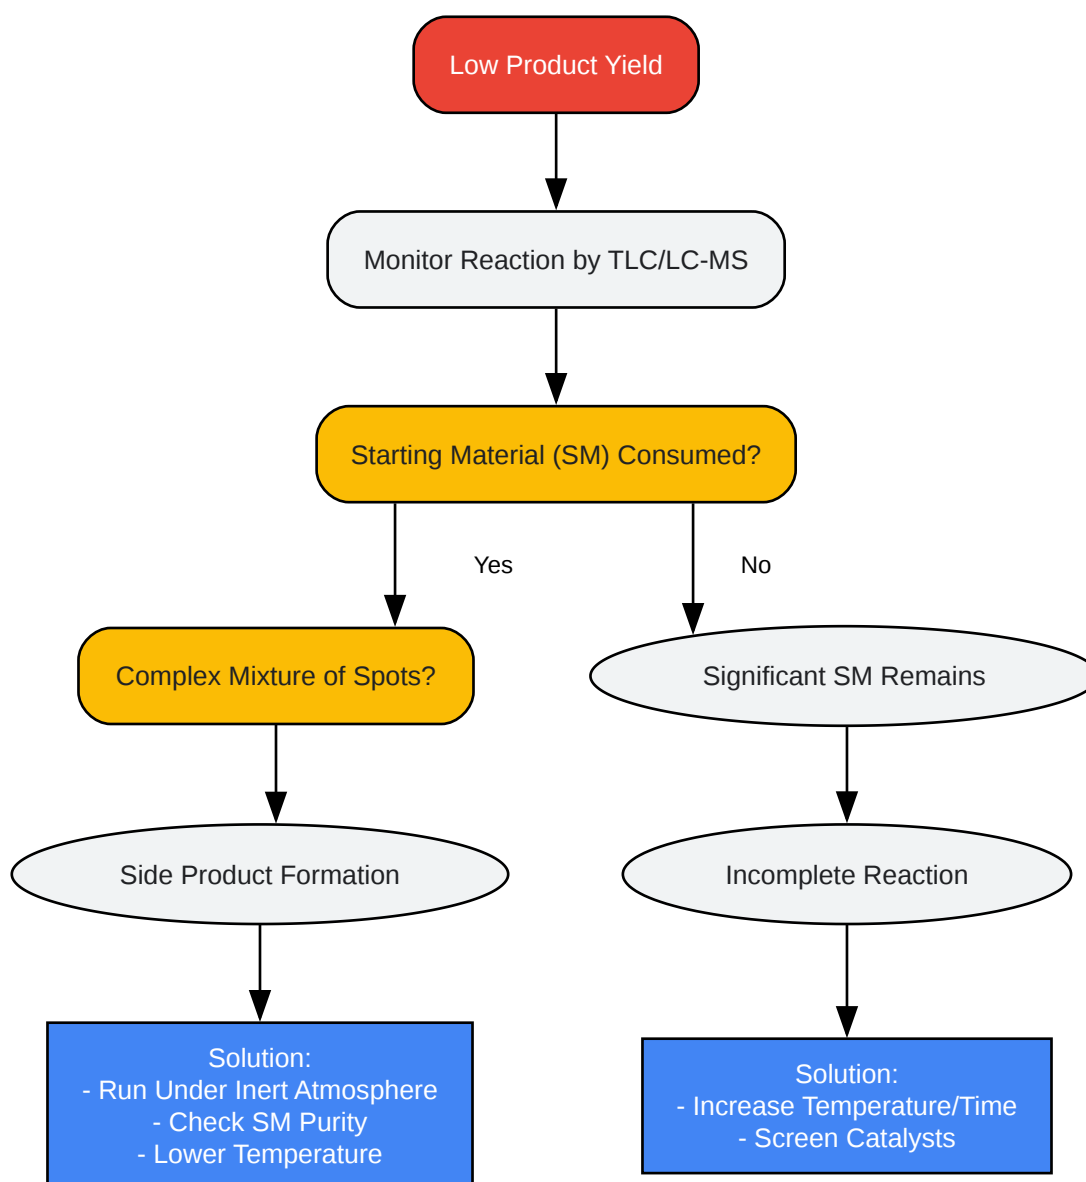 Low Product Yield
Monitor Reaction by TLC/LC-MS
Starting Material (SM) Consumed?
Yes
No
Complex Mixture of Spots?
Significant SM Remains
Side Product Formation
Incomplete Reaction
Solution:
- Run Under Inert Atmosphere
- Check SM Purity
- Lower Temperature
Solution:
- Increase Temperature/Time
- Screen Catalysts